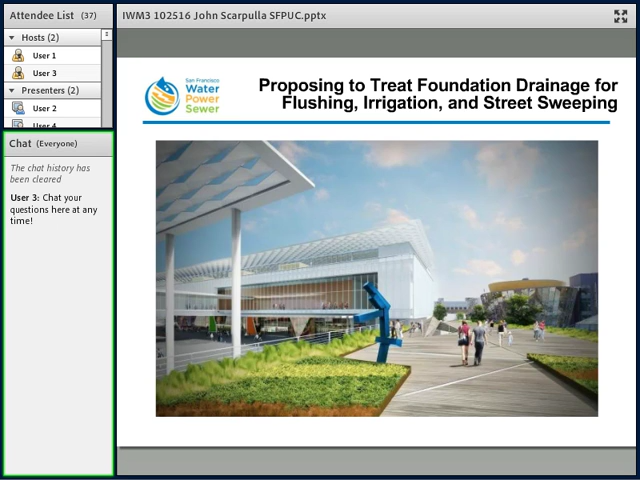 Attendee List (37)
Hosts (2)
User 1
User 3
Presenters (2)
User 2
User 4
Chat (Everyone)
The chat history has
been cleared
User 3: Chat your
questions here at any
time!
IWM3 102516 John Scarpulla SFPUC.pptx
San Francisco
Water
Power
Sewer
Proposing to Treat Foundation Drainage for
Flushing, Irrigation, and Street Sweeping